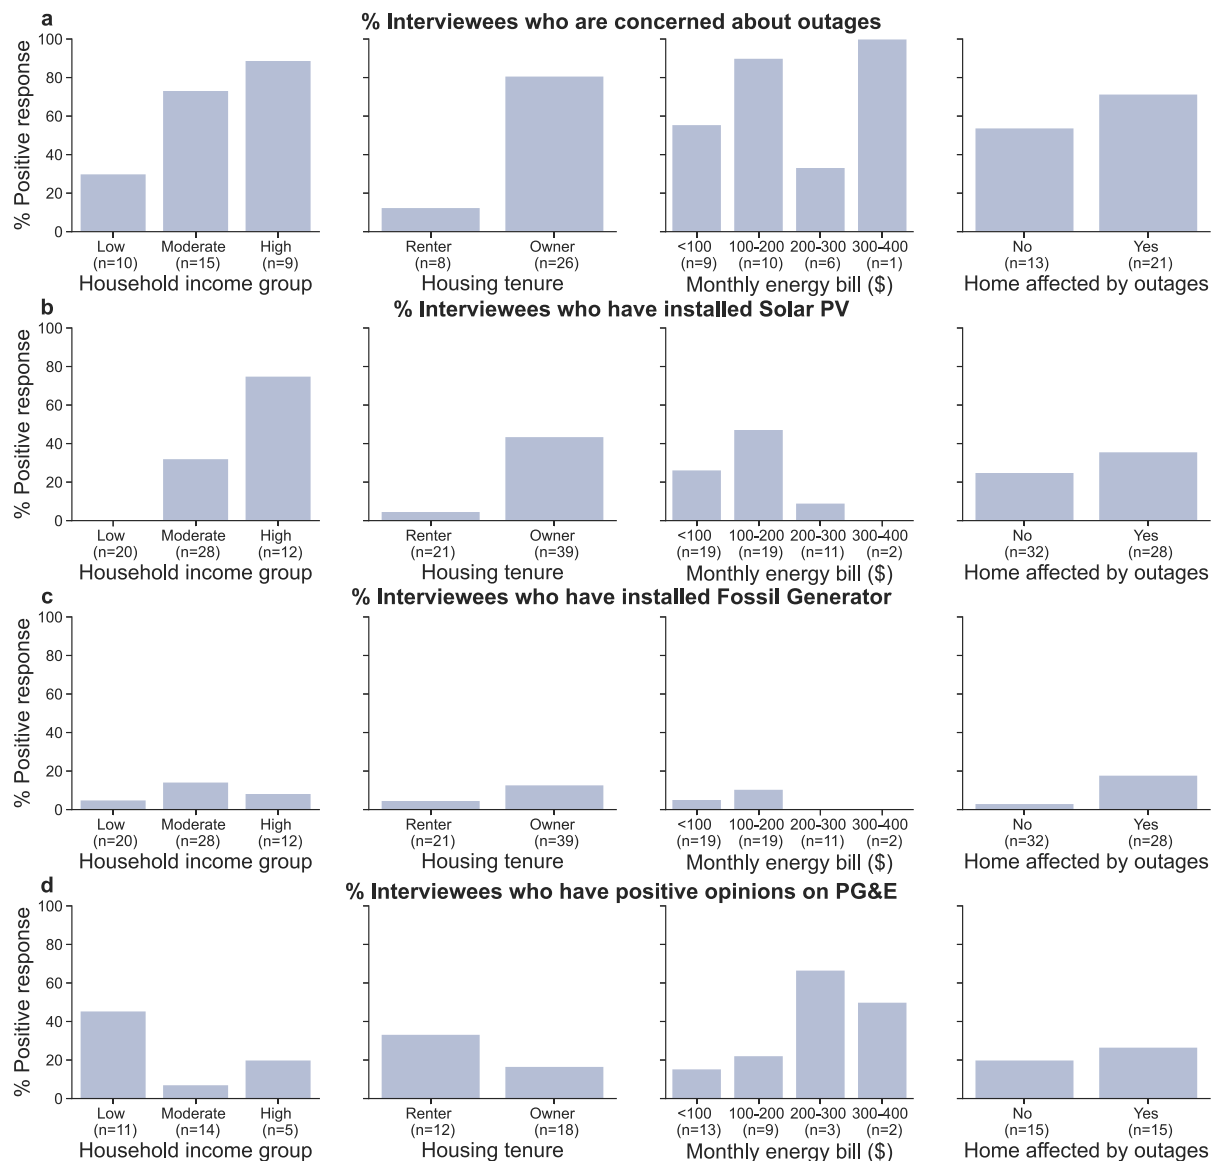 a
% Interviewees who are concerned about outages
% Positive response
100
80
60
40
20
0
Low Moderate High
(n=10) (n=15) (n=9)
Household income group
Renter Owner
(n=8) (n=26)
Housing tenure
<100 100-200 200-300 300-400
(n=9) (n=10) (n=6) (n=1)
Monthly energy bill ($)
No Yes
(n=13) (n=21)
Home affected by outages
b
% Interviewees who have installed Solar PV
% Positive response
100
80
60
40
20
0
Low Moderate High
(n=20) (n=28) (n=12)
Household income group
Renter Owner
(n=21) (n=39)
Housing tenure
<100 100-200 200-300 300-400
(n=19) (n=19) (n=11) (n=2)
Monthly energy bill ($)
No Yes
(n=32) (n=28)
Home affected by outages
c
% Interviewees who have installed Fossil Generator
% Positive response
100
80
60
40
20
0
Low Moderate High
(n=20) (n=28) (n=12)
Household income group
Renter Owner
(n=21) (n=39)
Housing tenure
<100 100-200 200-300 300-400
(n=19) (n=19) (n=11) (n=2)
Monthly energy bill ($)
No Yes
(n=32) (n=28)
Home affected by outages
d
% Interviewees who have positive opinions on PG&E
% Positive response
100
80
60
40
20
0
Low Moderate High
(n=11) (n=14) (n=5)
Household income group
Renter Owner
(n=12) (n=18)
Housing tenure
<100 100-200 200-300 300-400
(n=13) (n=9) (n=3) (n=2)
Monthly energy bill ($)
No Yes
(n=15) (n=15)
Home affected by outages